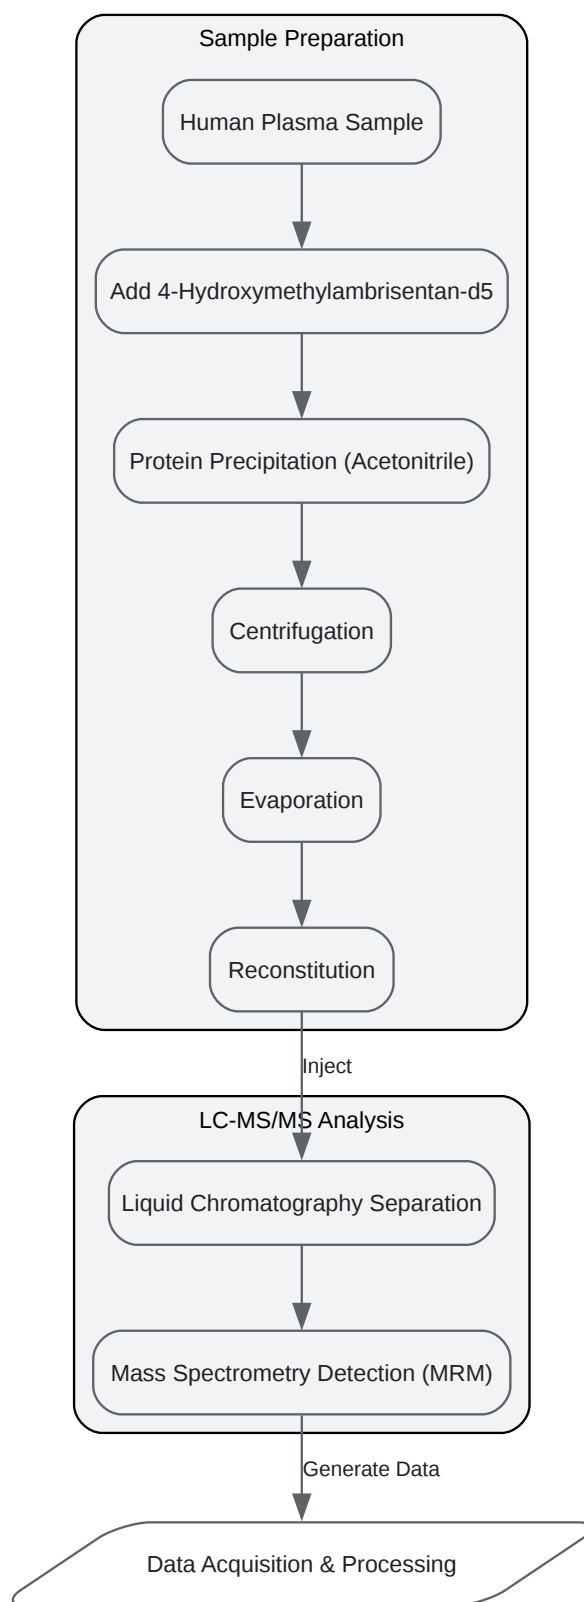 Sample Preparation
Human Plasma Sample
Add 4-Hydroxymethylambrisentan-d5
Protein Precipitation (Acetonitrile)
Centrifugation
Evaporation
Reconstitution
Inject
LC-MS/MS Analysis
Liquid Chromatography Separation
Mass Spectrometry Detection (MRM)
Generate Data
Data Acquisition & Processing